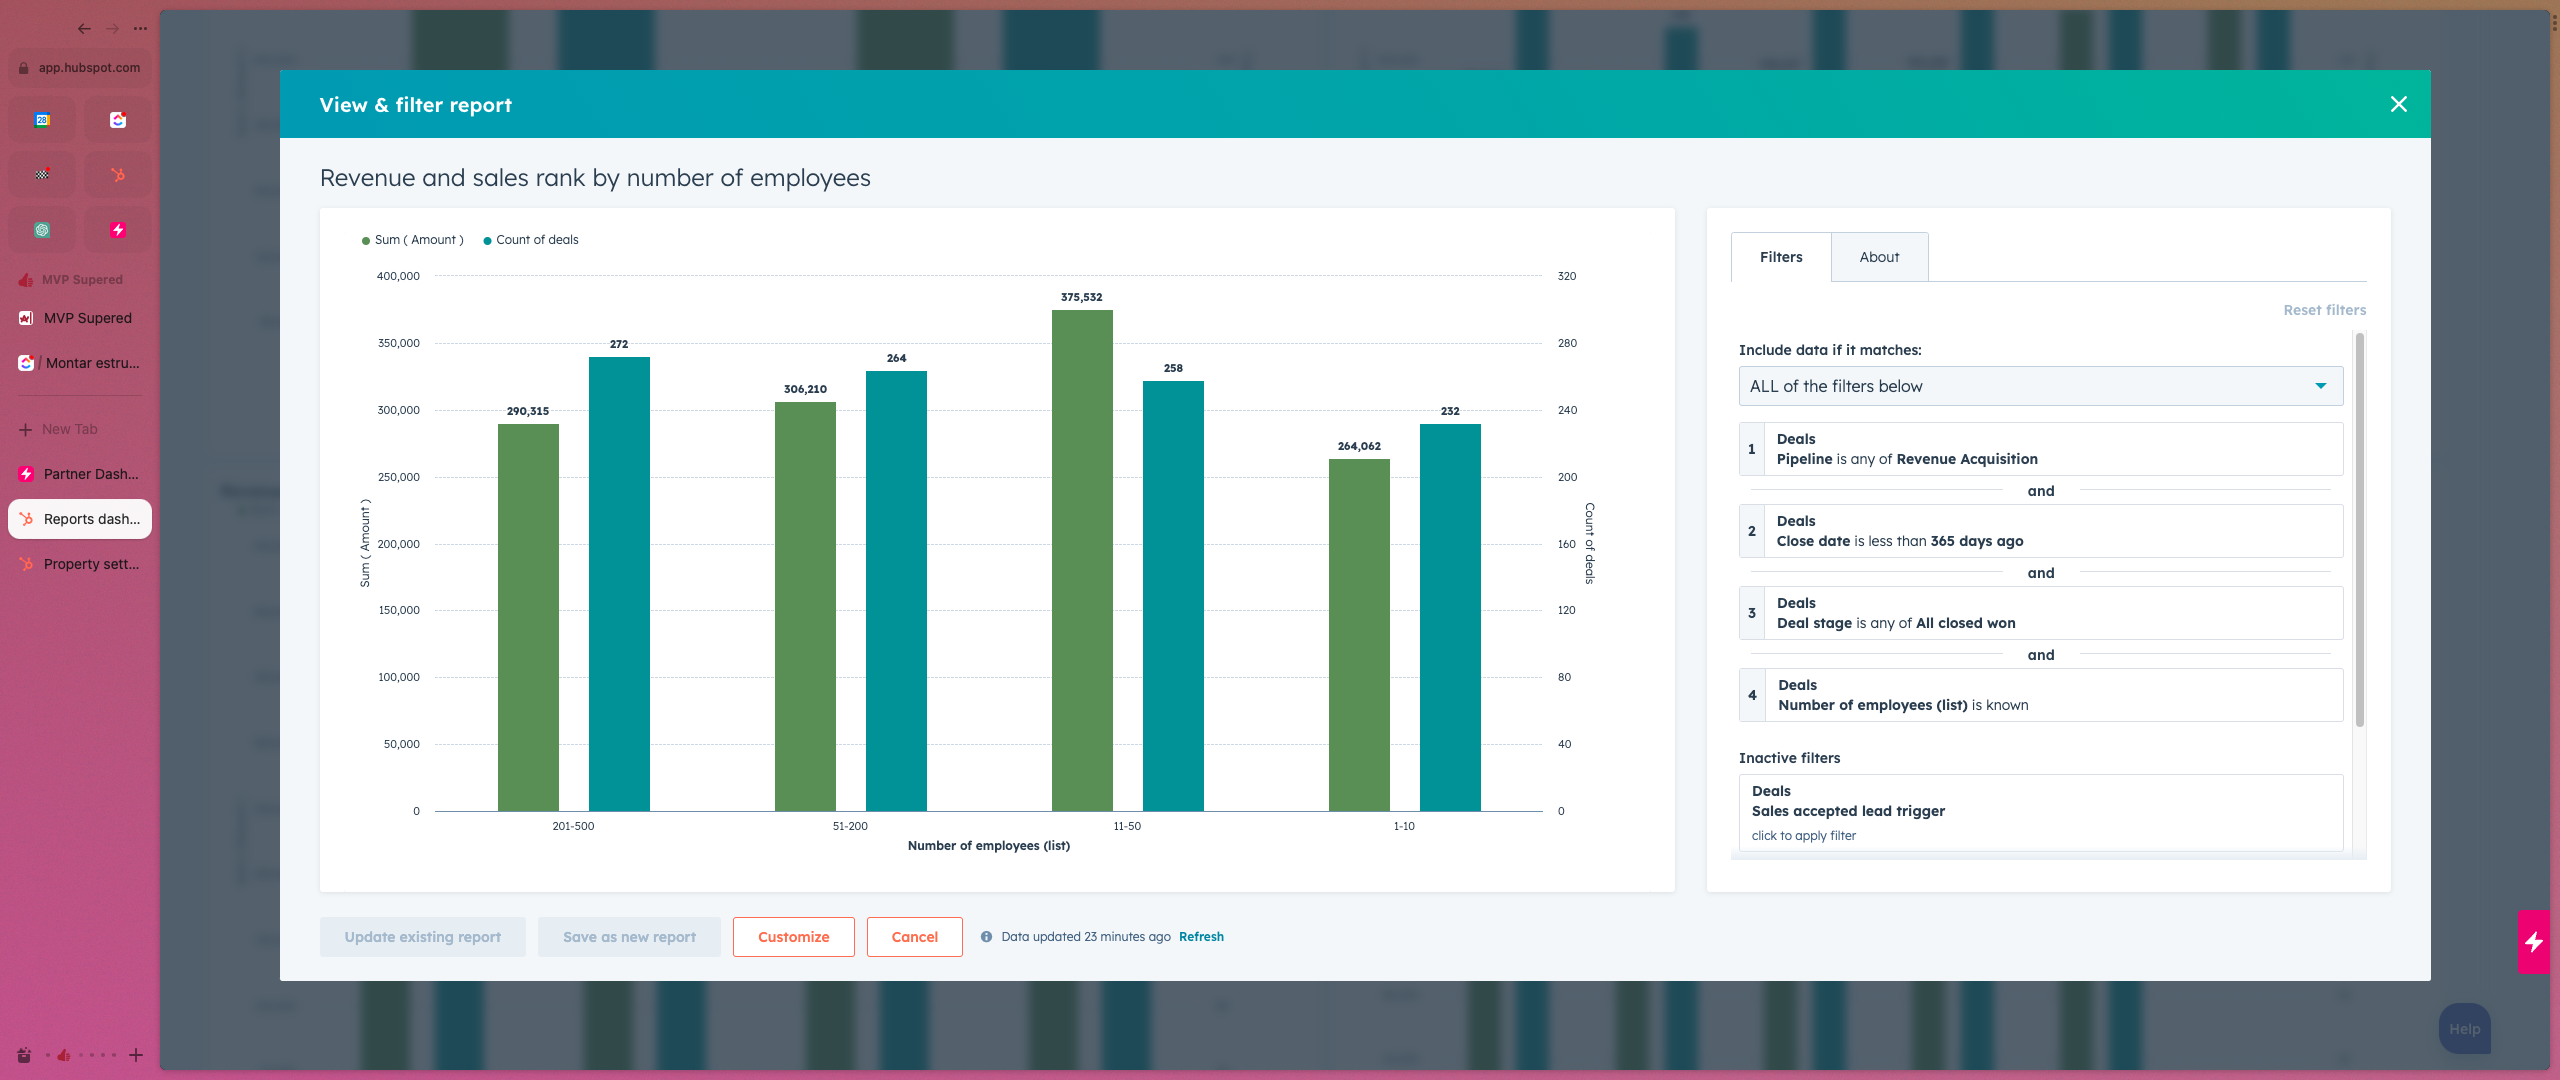 app.hubspot.com
28
MVP Supered
MVP Supered
/ Montar estru...
New Tab
Partner Dash...
Reports dash...
Property sett...
View & filter report
Revenue and sales rank by number of employees
Sum ( Amount )
Count of deals
400,000
350,000
300,000
250,000
200,000
150,000
100,000
50,000
0
320
280
240
200
160
120
80
40
0
Sum ( Amount )
Count of deals
290,315
272
306,210
264
375,532
258
264,062
232
201-500
51-200
11-50
1-10
Number of employees (list)
Filters
About
Reset filters
Include data if it matches:
ALL of the filters below
1
Deals
Pipeline is any of Revenue Acquisition
and
2
Deals
Close date is less than 365 days ago
and
3
Deals
Deal stage is any of All closed won
and
4
Deals
Number of employees (list) is known
Inactive filters
Deals
Sales accepted lead trigger
click to apply filter
Update existing report
Save as new report
Customize
Cancel
Data updated 23 minutes ago Refresh
Help